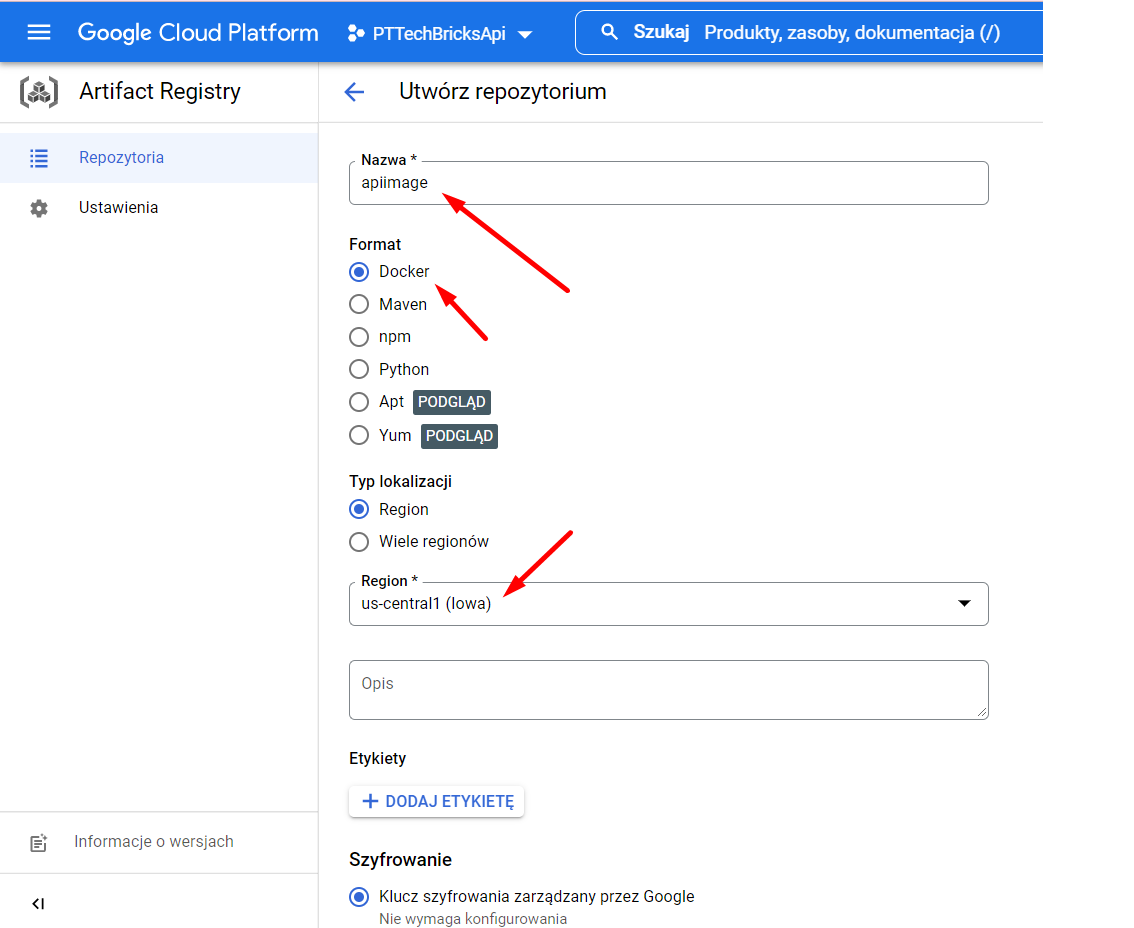 Google Cloud Platform
PTTechBricksApi
Szukaj Produkty, zasoby, dokumentacja (/)
Artifact Registry
Utwórz repozytorium
Repozytoria
Ustawienia
Nazwa *
apiimage
Format
Docker
Maven
npm
Python
Apt PODGLĄD
Yum PODGLĄD
Typ lokalizacji
Region
Wiele regionów
Region *
us-central1 (Iowa)
Opis
Etykiety
DODAJ ETYKIETĘ
Informacje o wersjach
Szyfrowanie
Klucz szyfrowania zarządzany przez Google
Nie wymaga konfigurowania